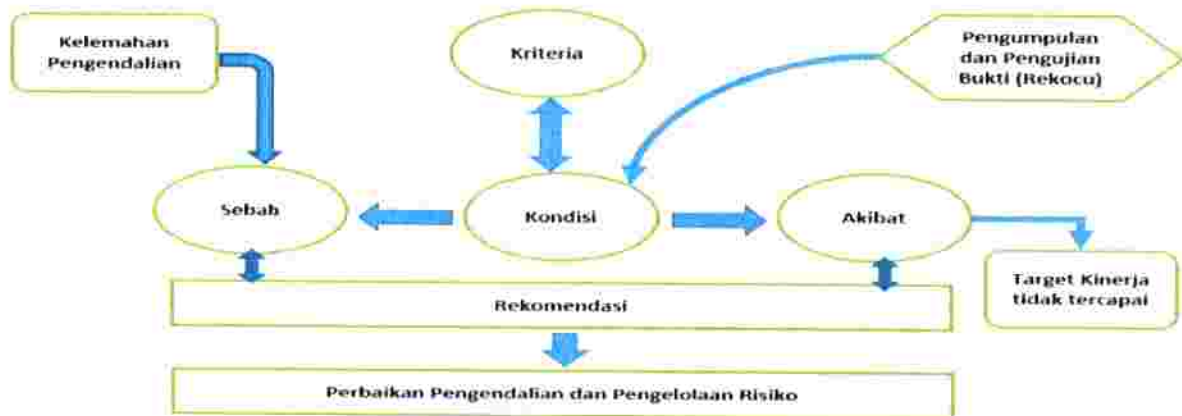 Kelemahan
Pengendalian
Kriteria
Pengumpulan
dan Pengujian
Bukti (Rekocu)
Sebab
Kondisi
Akibat
Target Kinerja
tidak tercapai
Rekomendasi
Perbaikan Pengendalian dan Pengelolaan Risiko